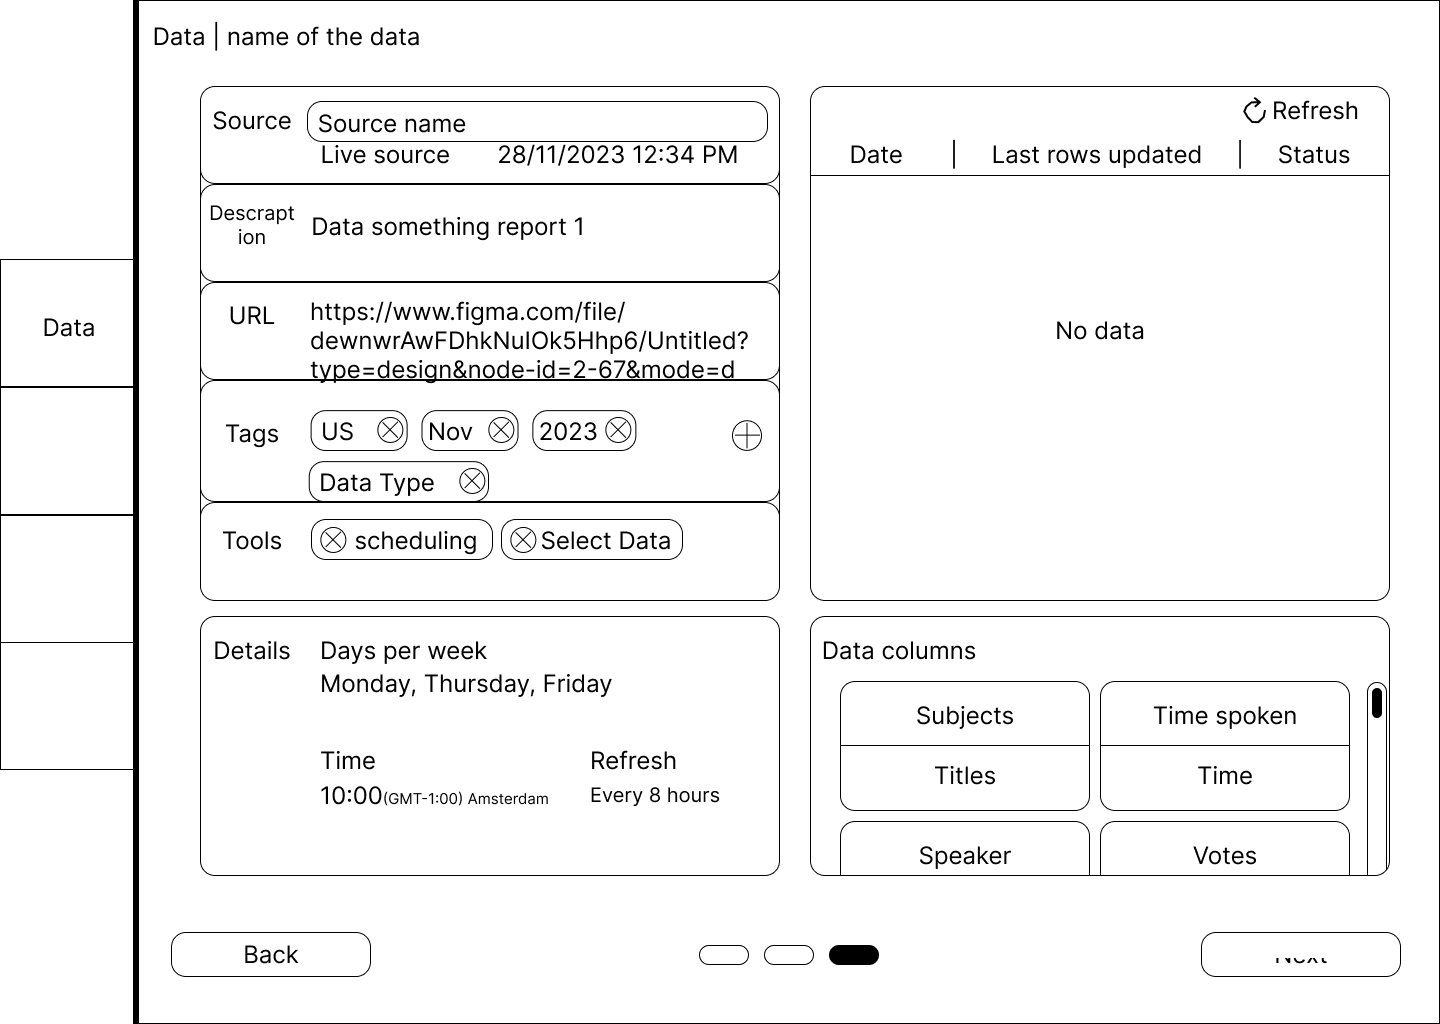 Data | name of the data
Source
Source name
Live source 28/11/2023 12:34 PM
Descrapt
ion
Data something report 1
URL
https://www.figma.com/file/
dewnwrAwFDhkNulOk5Hhp6/Untitled?
type=design&node-id=2-67&mode=d
Tags
US
Nov
2023
Data Type
Tools
scheduling
Select Data
Refresh
Date | Last rows updated | Status
No data
Data
Details
Days per week
Monday, Thursday, Friday
Time
10:00(GMT-1:00) Amsterdam
Refresh
Every 8 hours
Data columns
Subjects
Titles
Time spoken
Time
Speaker
Votes
Back
Next